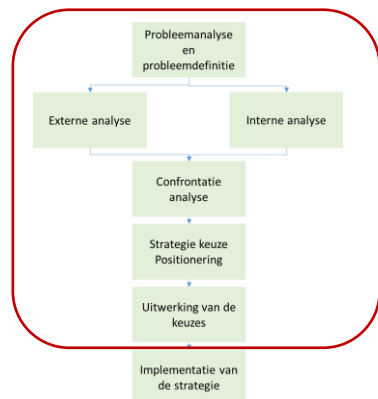 Probleemanalyse
en
probleemdefinitie
Externe analyse
Interne analyse
Confrontatie
analyse
Strategie keuze
Positionering
Uitwerking van de
keuzes
Implementatie van
de strategie